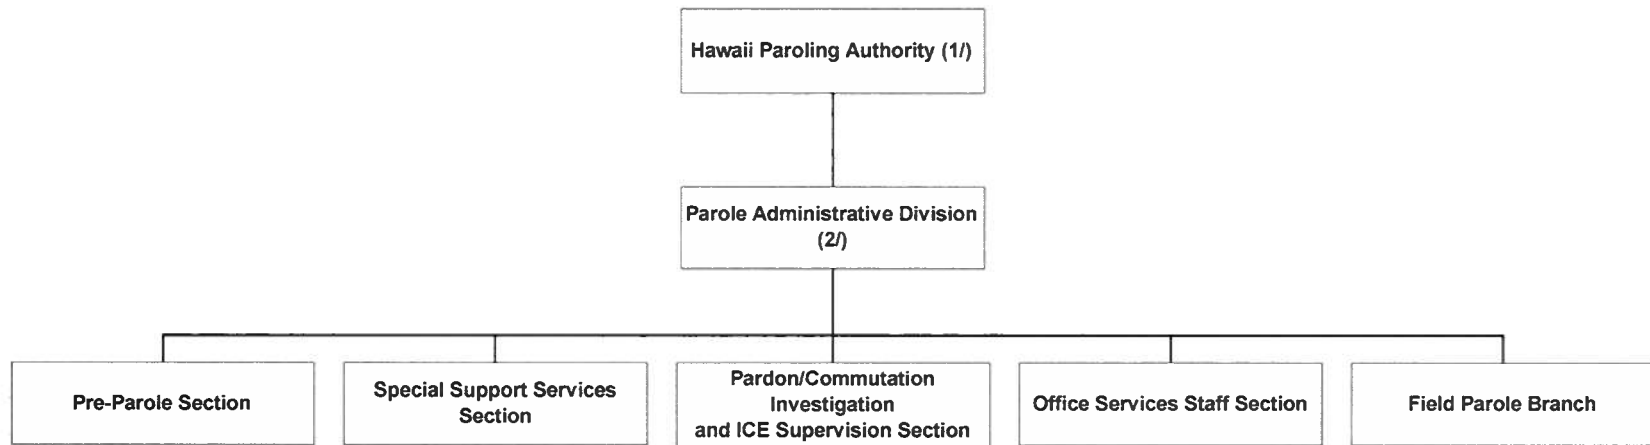 Hawaii Paroling Authority (1/)
Parole Administrative Division
(2/)
Pre-Parole Section
Special Support Services
Section
Pardon/Commutation
Investigation
and ICE Supervision Section
Office Services Staff Section
Field Parole Branch